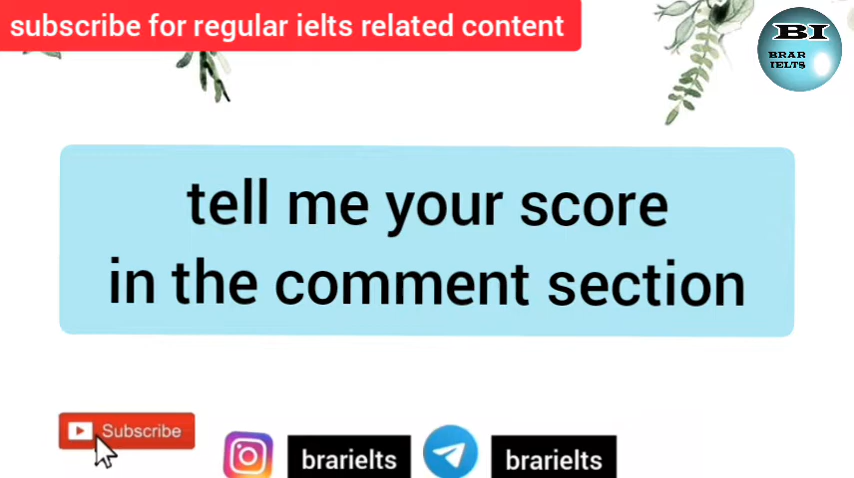 subscribe for regular ielts related content
BI
BRAR
IELTS
tell me your score
in the comment section
Subscribe
brarielts
brarielts